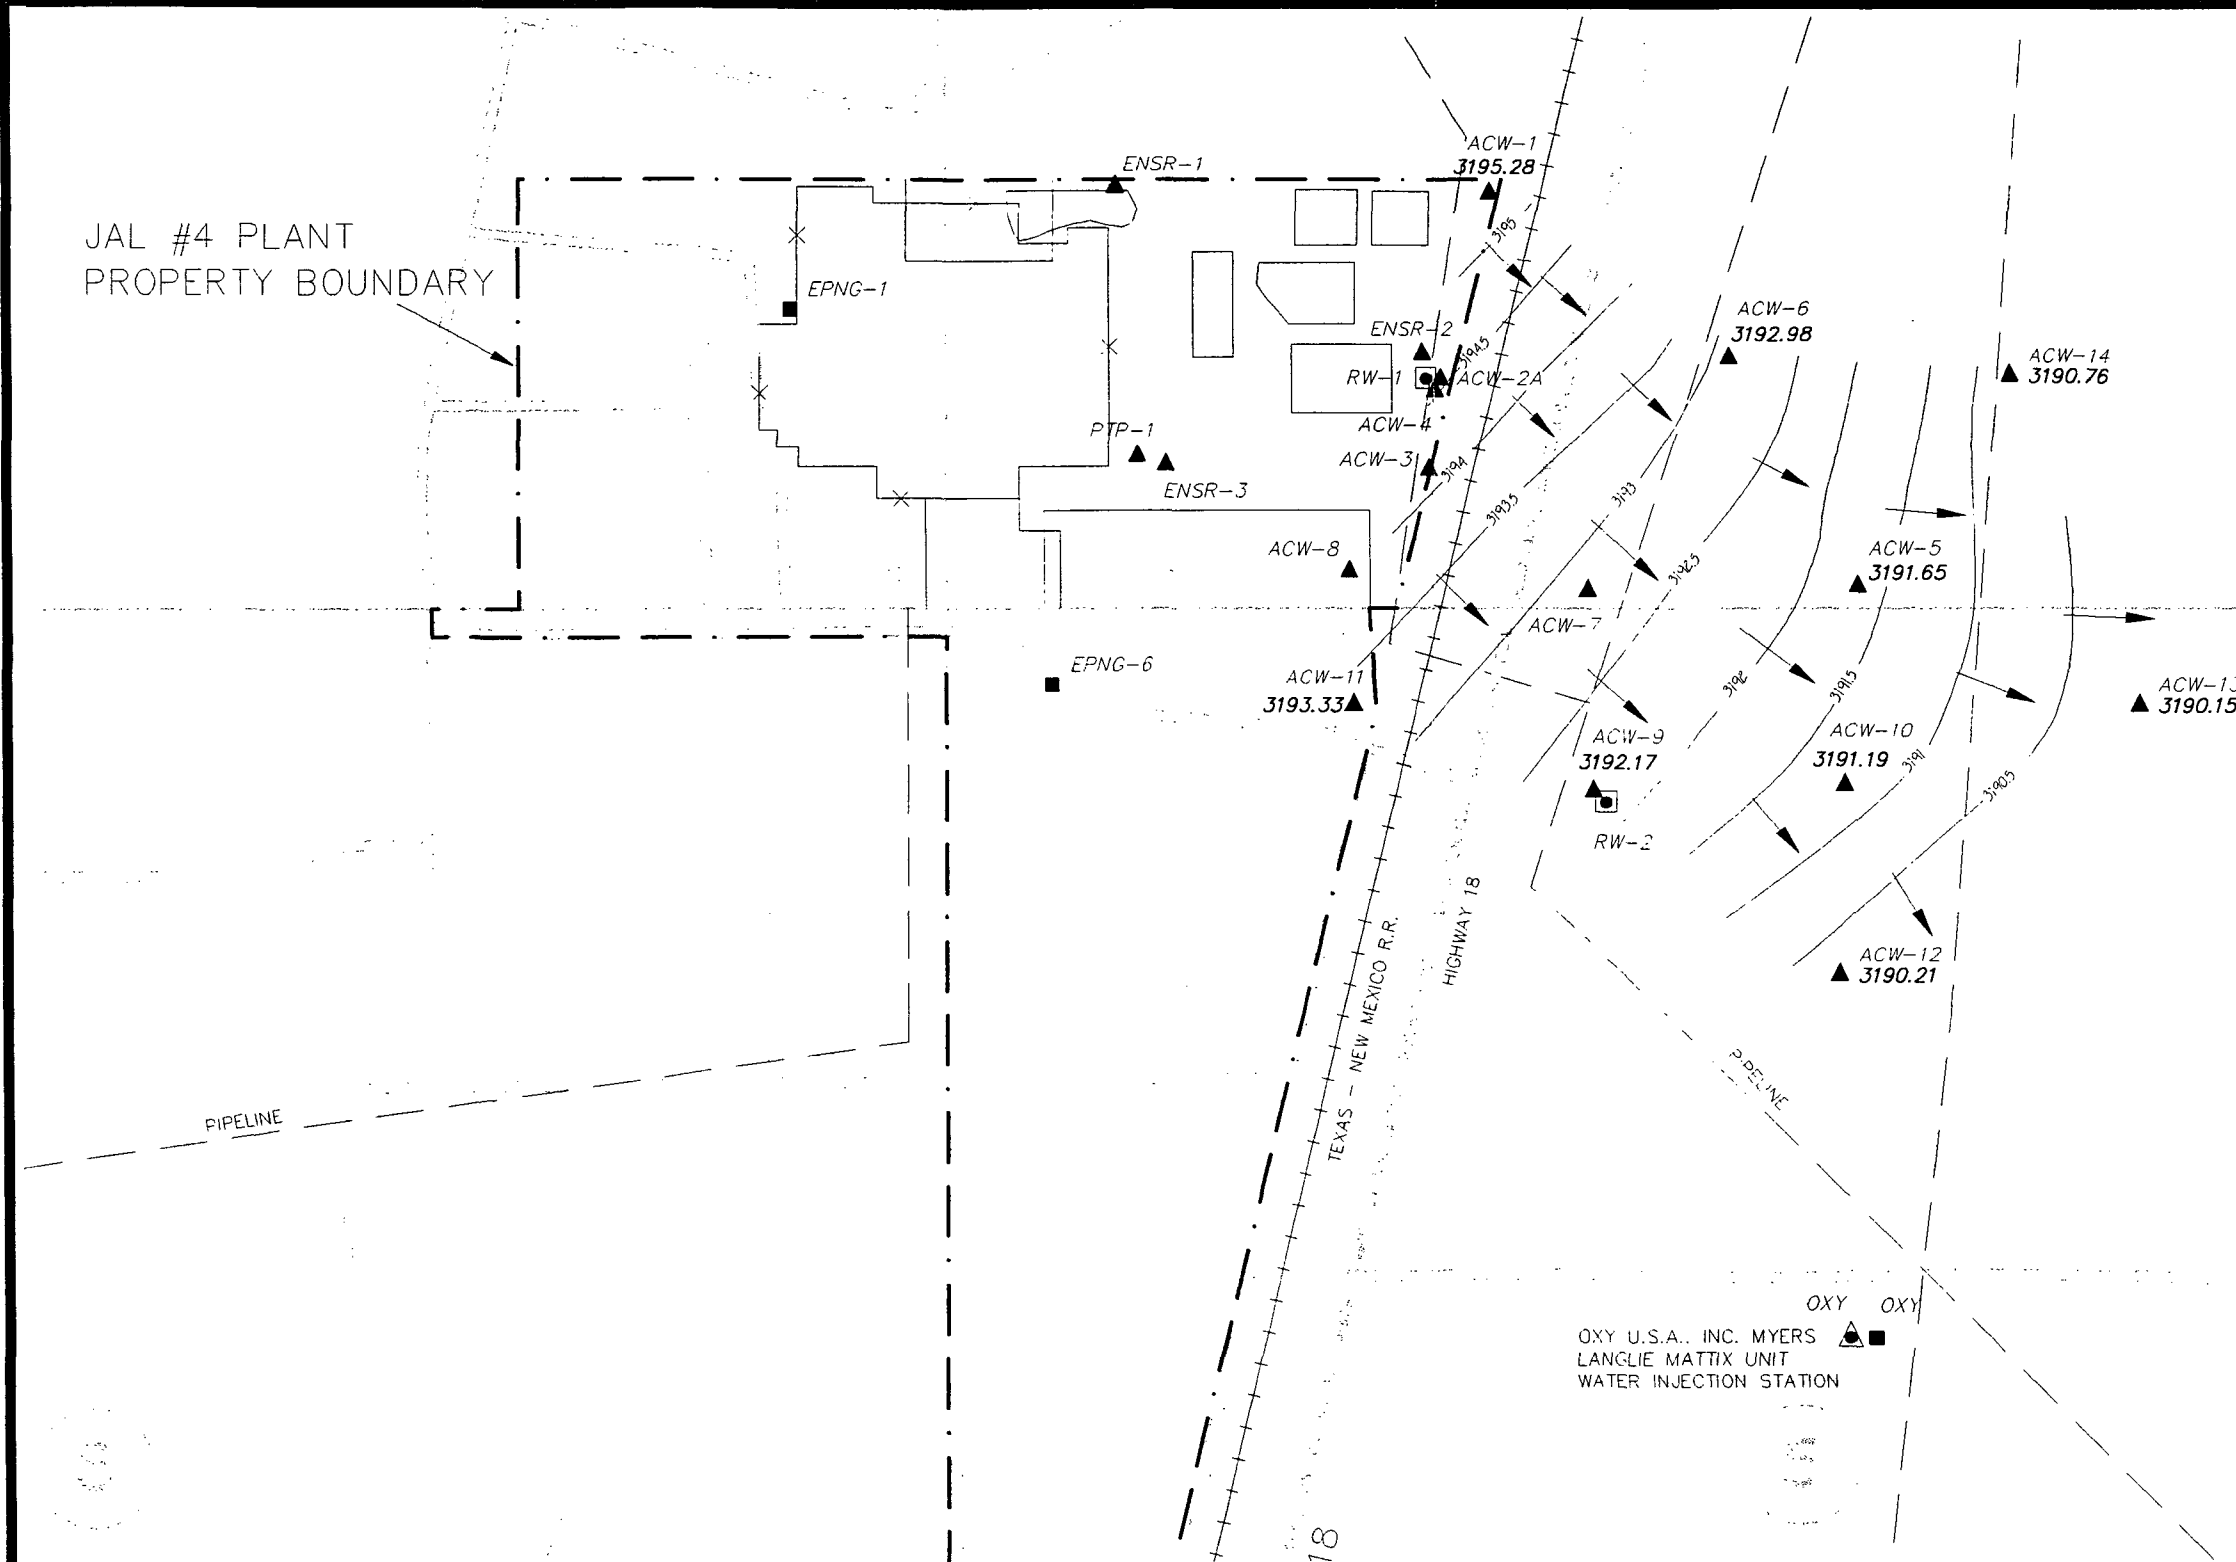 ACW-1
3195.28
ENSR-1
JAL #4 PLANT
PROPERTY BOUNDARY
3195
EPNG-1
ACW-6
3192.98
ENSR-2
3194.5
ACW-14
3190.76
RW-1
ACW-2A
ACW-4
PTP-1
ACW-3
3194
ENSR-3
3193.5
3193
ACW-8
ACW-5
3191.65
3192.5
ACW-7
EPNG-6
ACW-11
3193.33
3192
3191.5
ACW-13
3190.15
ACW-9
3192.17
ACW-10
3191.19
3191
3190.5
RW-2
HIGHWAY 18
TEXAS - NEW MEXICO R.R.
ACW-12
3190.21
PIPELINE
PIPELINE
OXY OXY
OXY U.S.A., INC. MYERS
LANGLIE MATTIX UNIT
WATER INJECTION STATION
18